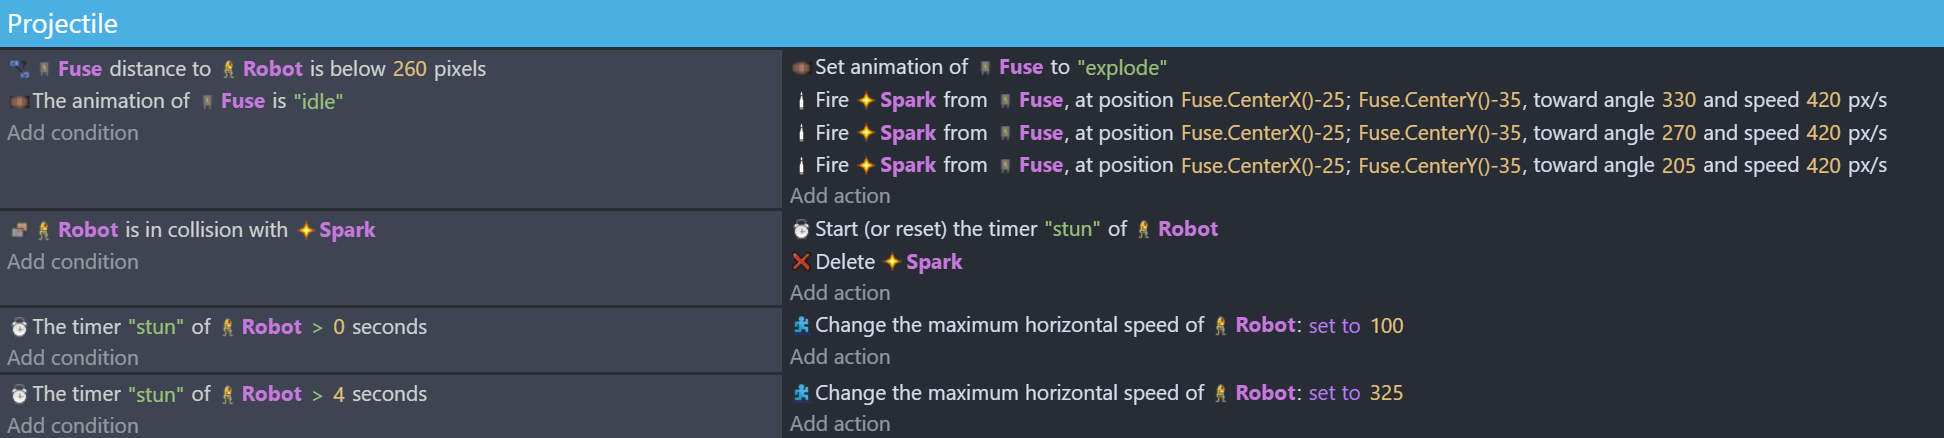 Projectile
Fuse distance to Robot is below 260 pixels
The animation of Fuse is "idle"
Add condition
Set animation of Fuse to "explode"
Fire Spark from Fuse, at position Fuse.CenterX()-25; Fuse.CenterY()-35, toward angle 330 and speed 420 px/s
Fire Spark from Fuse, at position Fuse.CenterX()-25; Fuse.CenterY()-35, toward angle 270 and speed 420 px/s
Fire Spark from Fuse, at position Fuse.CenterX()-25; Fuse.CenterY()-35, toward angle 205 and speed 420 px/s
Add action
Robot is in collision with Spark
Add condition
Start (or reset) the timer "stun" of Robot
Delete Spark
Add action
The timer "stun" of Robot > 0 seconds
Add condition
Change the maximum horizontal speed of Robot: set to 100
Add action
The timer "stun" of Robot > 4 seconds
Add condition
Change the maximum horizontal speed of Robot: set to 325
Add action